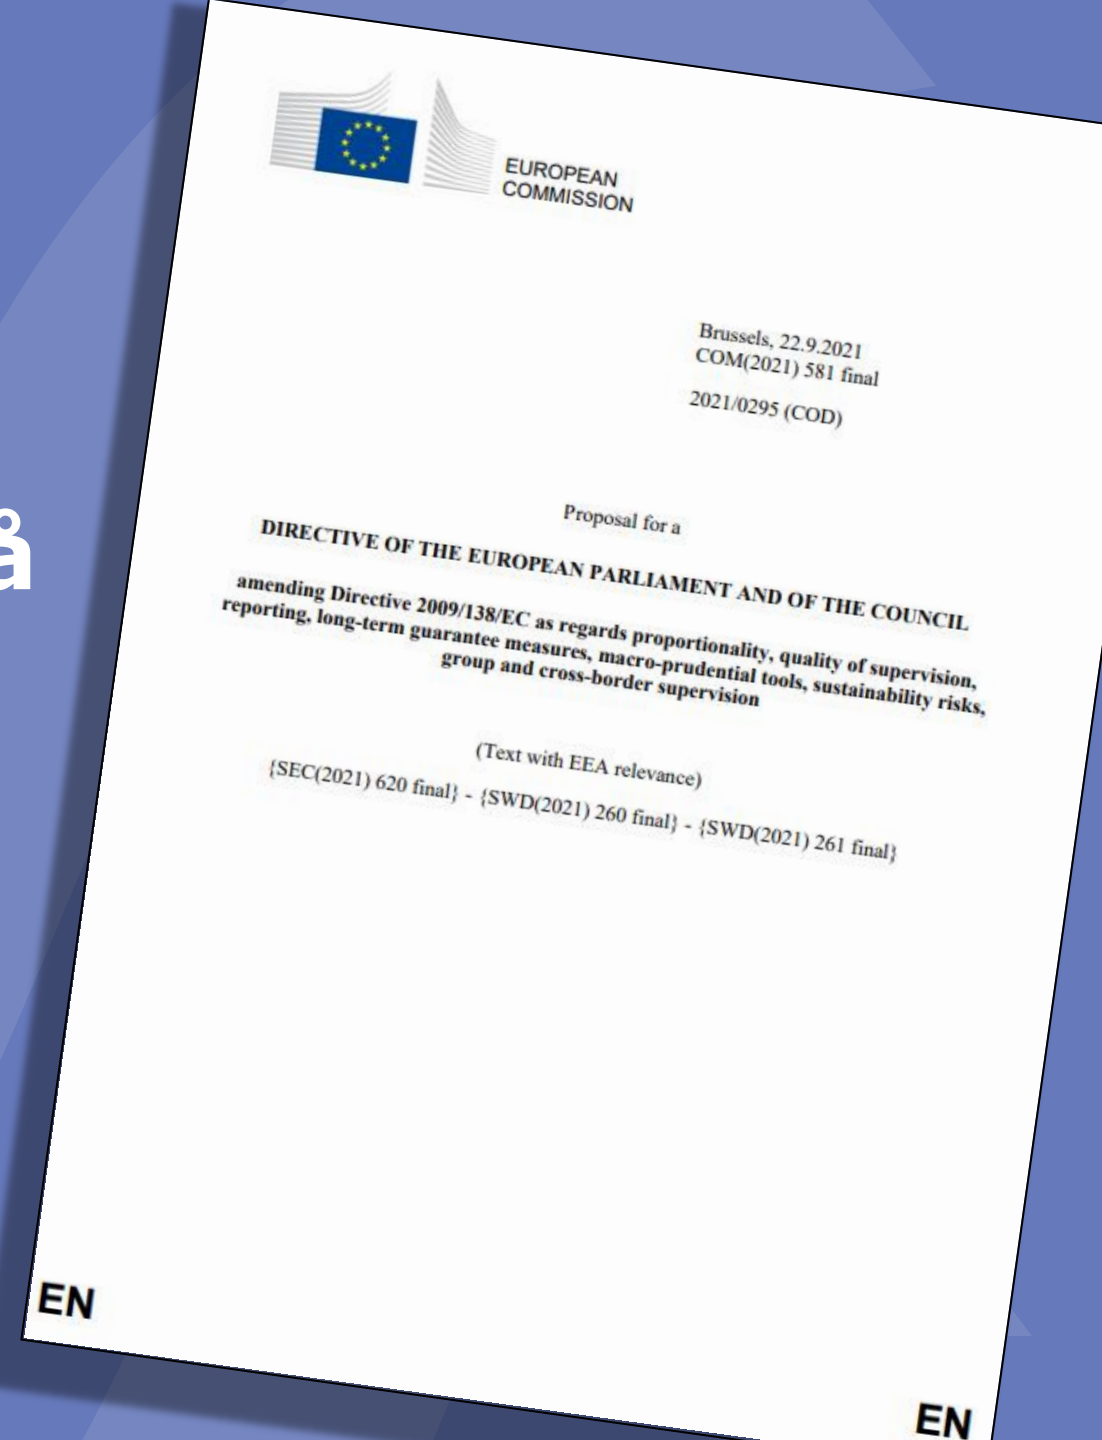 EUROPEAN
COMMISSION
Brussels, 22.9.2021
COM(2021) 581 final
2021/0295 (COD)
Proposal for a
DIRECTIVE OF THE EUROPEAN PARLIAMENT AND OF THE COUNCIL
amending Directive 2009/138/EC as regards proportionality, quality of supervision,
reporting, long-term guarantee measures, macro-prudential tools, sustainability risks,
group and cross-border supervision
(Text with EEA relevance)
{SEC(2021) 620 final} - {SWD(2021) 260 final} - {SWD(2021) 261 final}
å
EN
EN